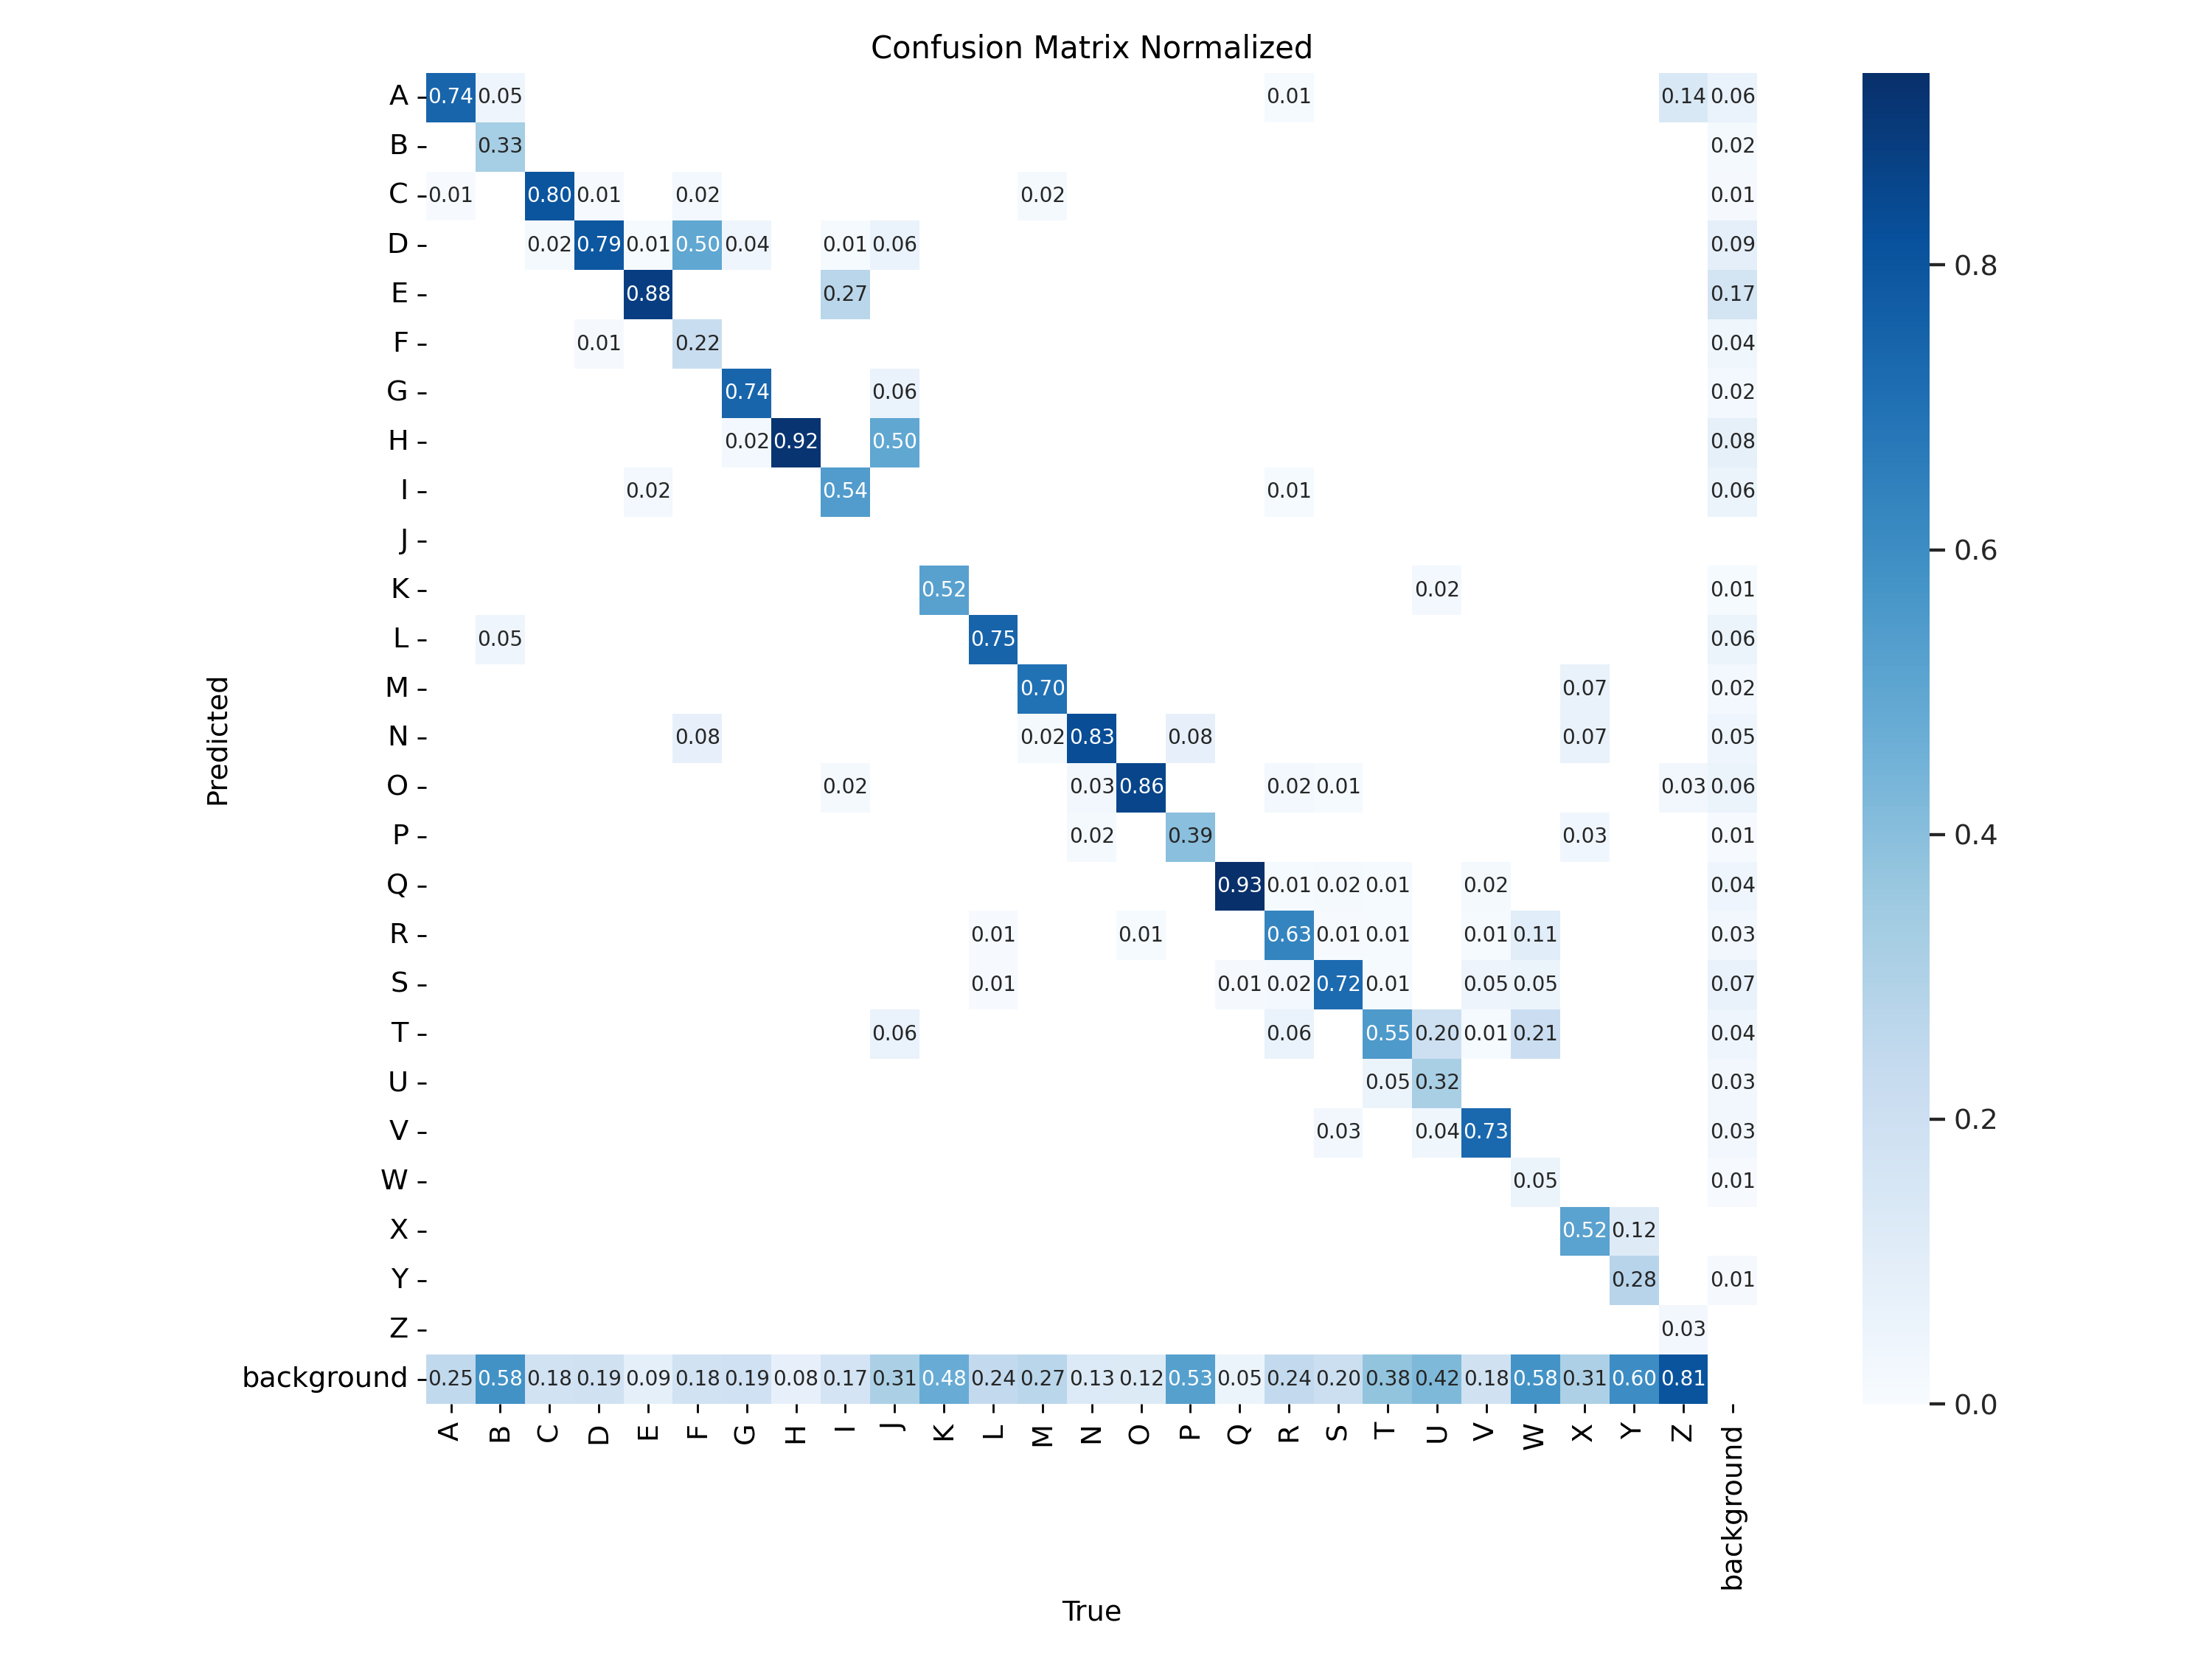 Confusion Matrix Normalized
A 0.74 0.05 0.01 0.14 0.06
B 0.33 0.02
C 0.01 0.80 0.01 0.02 0.02 0.01
D 0.02 0.79 0.01 0.50 0.04 0.01 0.06 0.09
E 0.88 0.27 0.17
F 0.01 0.22 0.04
G 0.74 0.06 0.02
H 0.02 0.92 0.50 0.08
I 0.02 0.54 0.01 0.06
J
K 0.52 0.02 0.01
L 0.05 0.75 0.06
M 0.70 0.07 0.02
N 0.08 0.02 0.83 0.08 0.07 0.05
O 0.02 0.03 0.86 0.02 0.01 0.03 0.06
P 0.02 0.39 0.03 0.01
Q 0.93 0.01 0.02 0.01 0.02 0.04
R 0.01 0.01 0.63 0.01 0.01 0.01 0.11 0.03
S 0.01 0.01 0.02 0.72 0.01 0.05 0.05 0.07
T 0.06 0.06 0.55 0.20 0.01 0.21 0.04
U 0.05 0.32 0.03
V 0.03 0.04 0.73 0.03
W 0.05 0.01
X 0.52 0.12
Y 0.28 0.01
Z 0.03
background 0.25 0.58 0.18 0.19 0.09 0.18 0.19 0.08 0.17 0.31 0.48 0.24 0.27 0.13 0.12 0.53 0.05 0.24 0.20 0.38 0.42 0.18 0.58 0.31 0.60 0.81
A B C D E F G H I J K L M N O P Q R S T U V W X Y Z background
True
Predicted
0.8
0.6
0.4
0.2
0.0